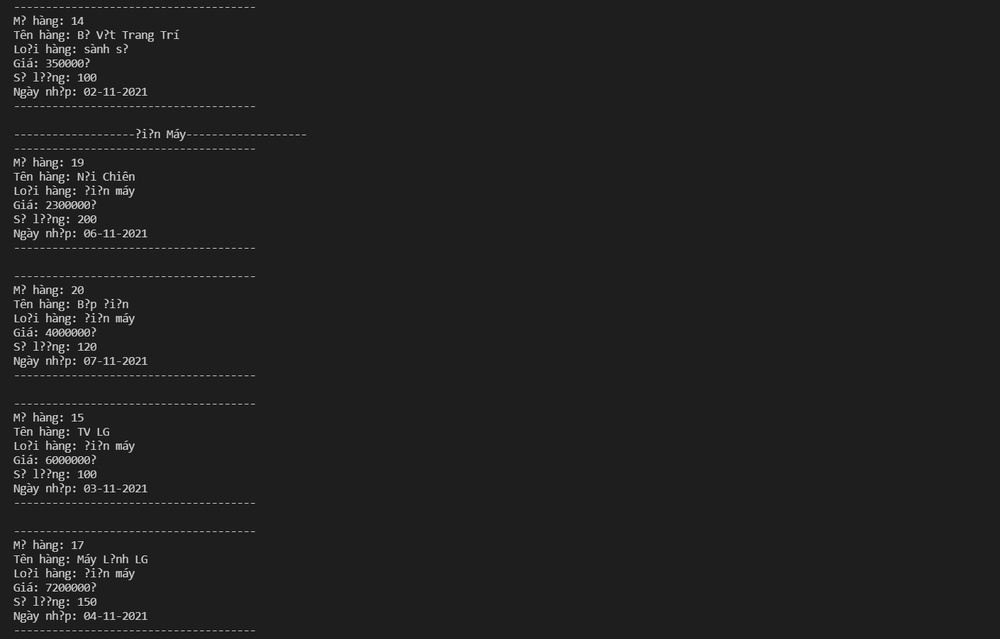 --------------------------------------
M? hàng: 14
Tên hàng: B? V?t Trang Trí
Lo?i hàng: sành s?
Giá: 350000?
S? l??ng: 100
Ngày nh?p: 02-11-2021
--------------------------------------
-------------------?i?n Máy-------------------
--------------------------------------
M? hàng: 19
Tên hàng: N?i Chiên
Lo?i hàng: ?i?n máy
Giá: 2300000?
S? l??ng: 200
Ngày nh?p: 06-11-2021
--------------------------------------
--------------------------------------
M? hàng: 20
Tên hàng: B?p ?i?n
Lo?i hàng: ?i?n máy
Giá: 4000000?
S? l??ng: 120
Ngày nh?p: 07-11-2021
--------------------------------------
--------------------------------------
M? hàng: 15
Tên hàng: TV LG
Lo?i hàng: ?i?n máy
Giá: 6000000?
S? l??ng: 100
Ngày nh?p: 03-11-2021
--------------------------------------
--------------------------------------
M? hàng: 17
Tên hàng: Máy L?nh LG
Lo?i hàng: ?i?n máy
Giá: 7200000?
S? l??ng: 150
Ngày nh?p: 04-11-2021
--------------------------------------